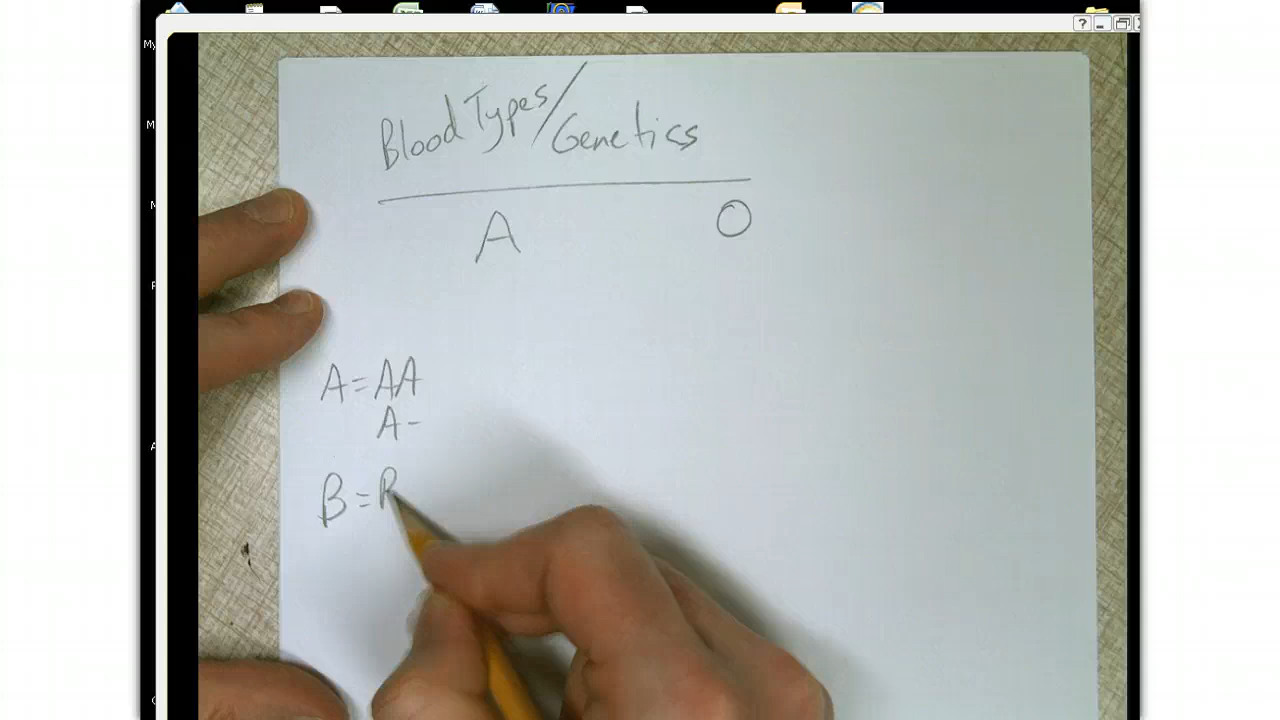 Blood Types/
Genetics
A O
A = AA
A -
B = B